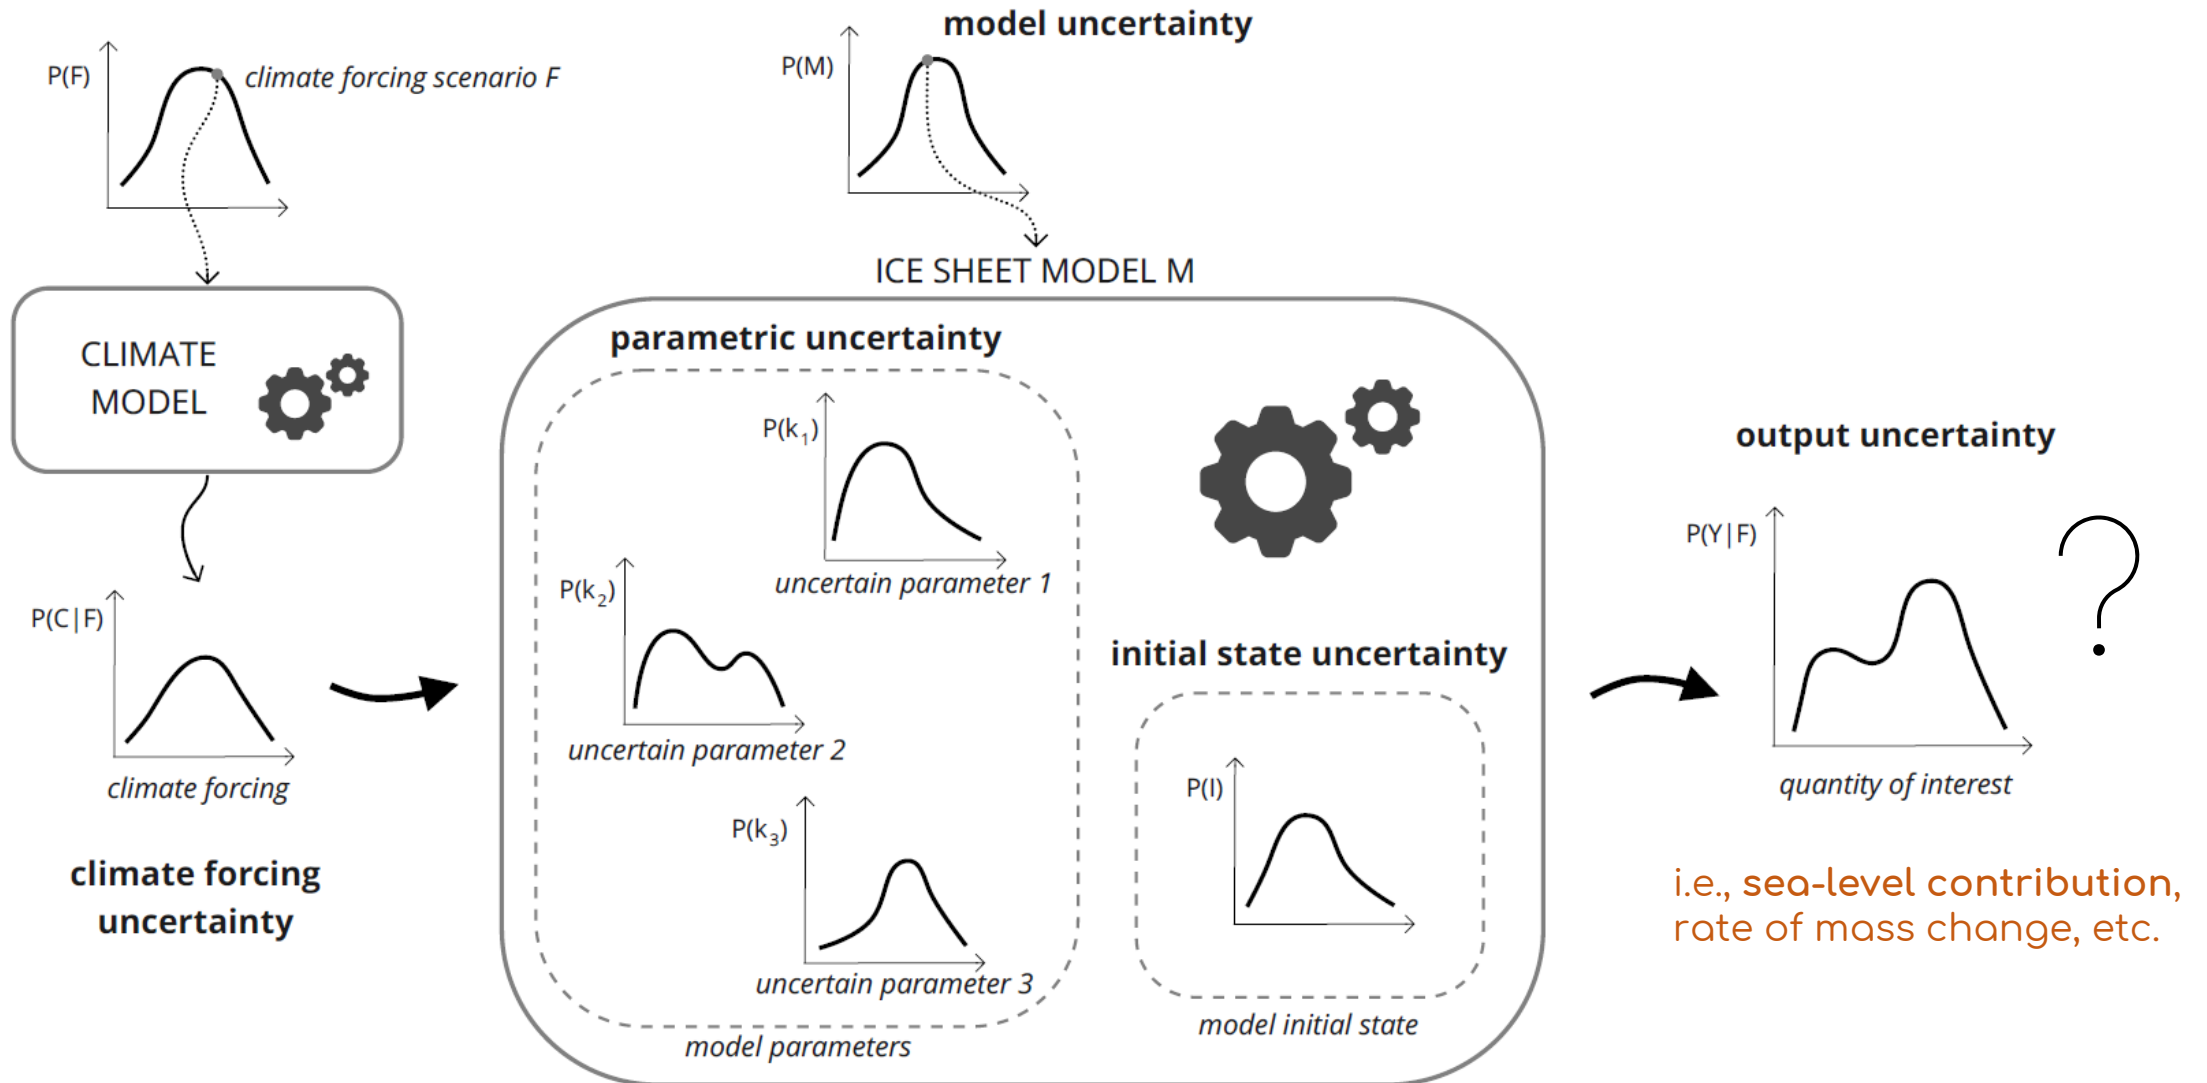 model uncertainty
P(F)
climate forcing scenario F
P(M)
ICE SHEET MODEL M
CLIMATE
MODEL
parametric uncertainty
P(k₁)
uncertain parameter 1
P(k₂)
uncertain parameter 2
P(k₃)
uncertain parameter 3
model parameters
initial state uncertainty
P(I)
model initial state
P(C|F)
climate forcing
climate forcing
uncertainty
output uncertainty
P(Y|F)
?
quantity of interest
i.e., sea-level contribution,
rate of mass change, etc.